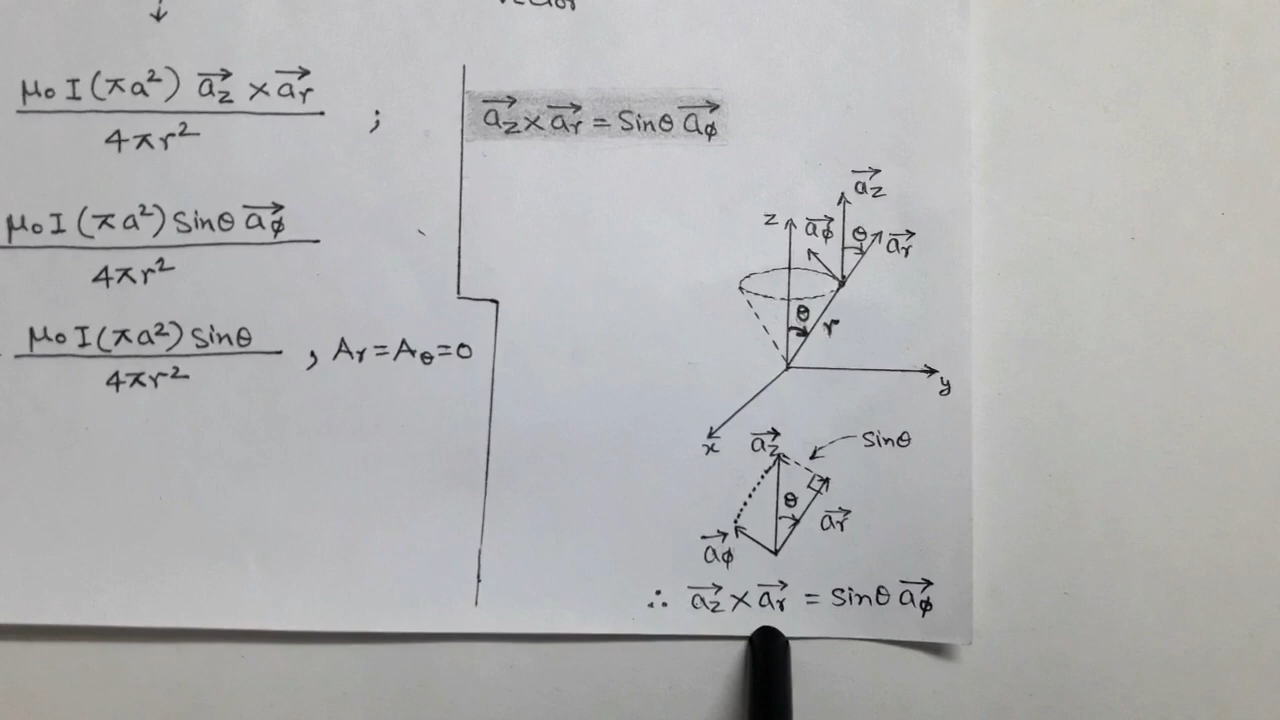 μ₀ I (πa²) a⃗z × a⃗r / 4πr² ;
μ₀ I (πa²) Sinθ a⃗ϕ / 4πr²
μ₀ I (πa²) Sinθ / 4πr² , Ar = Aθ = 0
a⃗z × a⃗r = Sinθ a⃗ϕ
a⃗z
z a⃗ϕ θ a⃗r
θ r
y
x
a⃗z Sinθ
θ
a⃗r
a⃗ϕ
∴ a⃗z × a⃗r = Sinθ a⃗ϕ